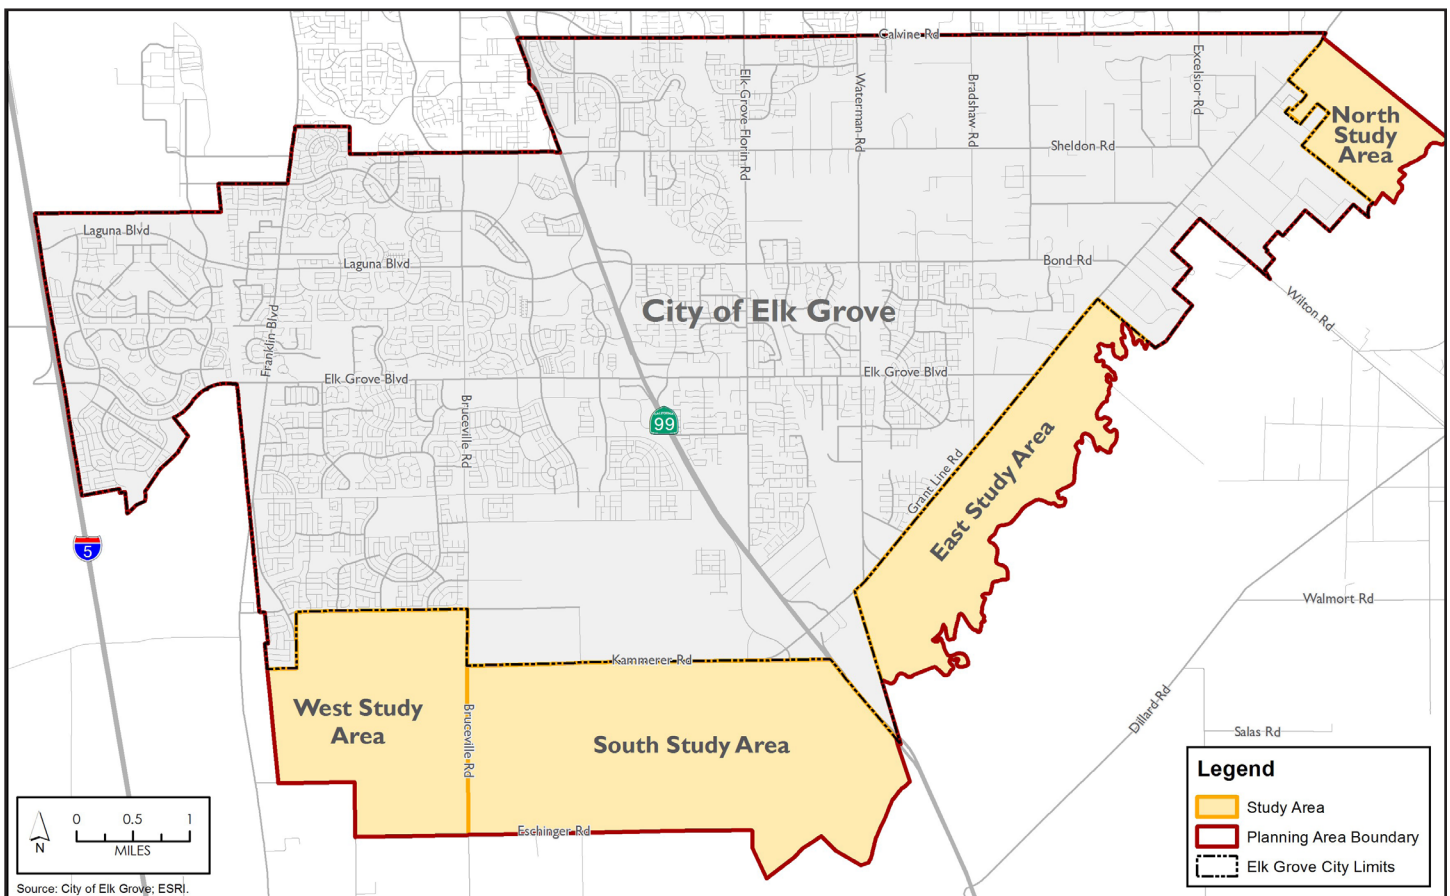 Calvine Rd
Elk-Grove-Florin-Rd
Waterman-Rd
Bradshaw-Rd
Excelsior-Rd
North
Study
Area
Sheldon Rd
Laguna Blvd
Laguna Blvd
Bond Rd
City of Elk Grove
Wilton Rd
Franklin Blvd
Elk Grove Blvd
Elk Grove Blvd
Bruceville Rd
CALIFORNIA
99
Grant Line Rd
East Study Area
5
Walmort Rd
Kammerer Rd
West Study
Area
Bruceville Rd
South Study Area
Dillard Rd
Salas Rd
Eschinger Rd
Legend
Study Area
Planning Area Boundary
Elk Grove City Limits
N
0 0.5 1
MILES
Source: City of Elk Grove; ESRI.